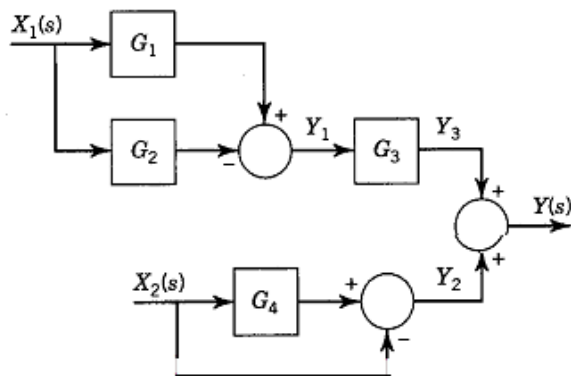 X₁(s)
G₁
+
G₂
−
Y₁
G₃
Y₃
+
Y(s)
+
X₂(s)
G₄
+
Y₂
−